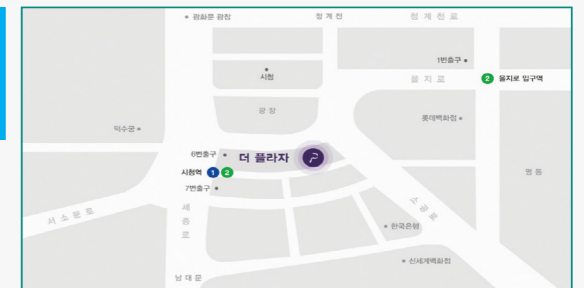 광화문 광장
청계천
청계천로
1번출구
시청
을지로
2 을지로 입구역
광장
롯데백화점
덕수궁
6번출구
더 플라자
시청역 1 2
명동
7번출구
세종로
서소문로
소공로
한국은행
신세계백화점
남대문